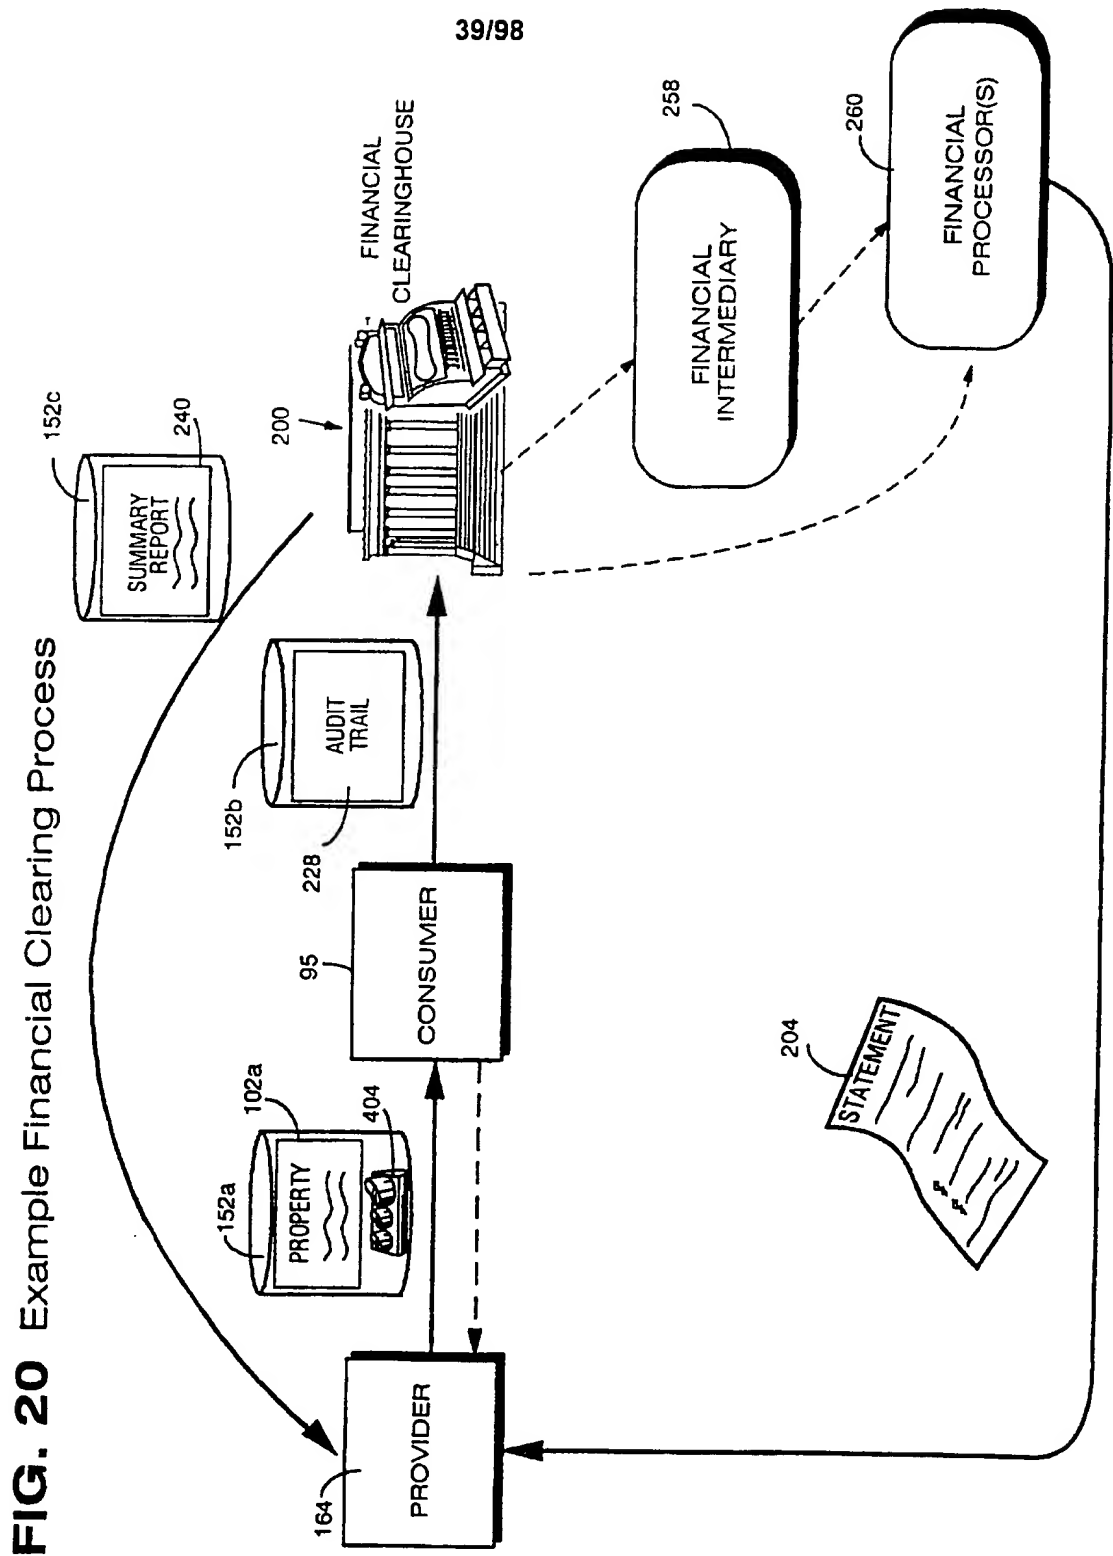 39/98
FIG. 20 Example Financial Clearing Process
152c
SUMMARY
REPORT
240
200
FINANCIAL
CLEARINGHOUSE
152b
AUDIT
TRAIL
228
152a
PROPERTY
102a
404
95
CONSUMER
164
PROVIDER
258
FINANCIAL
INTERMEDIARY
260
FINANCIAL
PROCESSOR(S)
204
STATEMENT